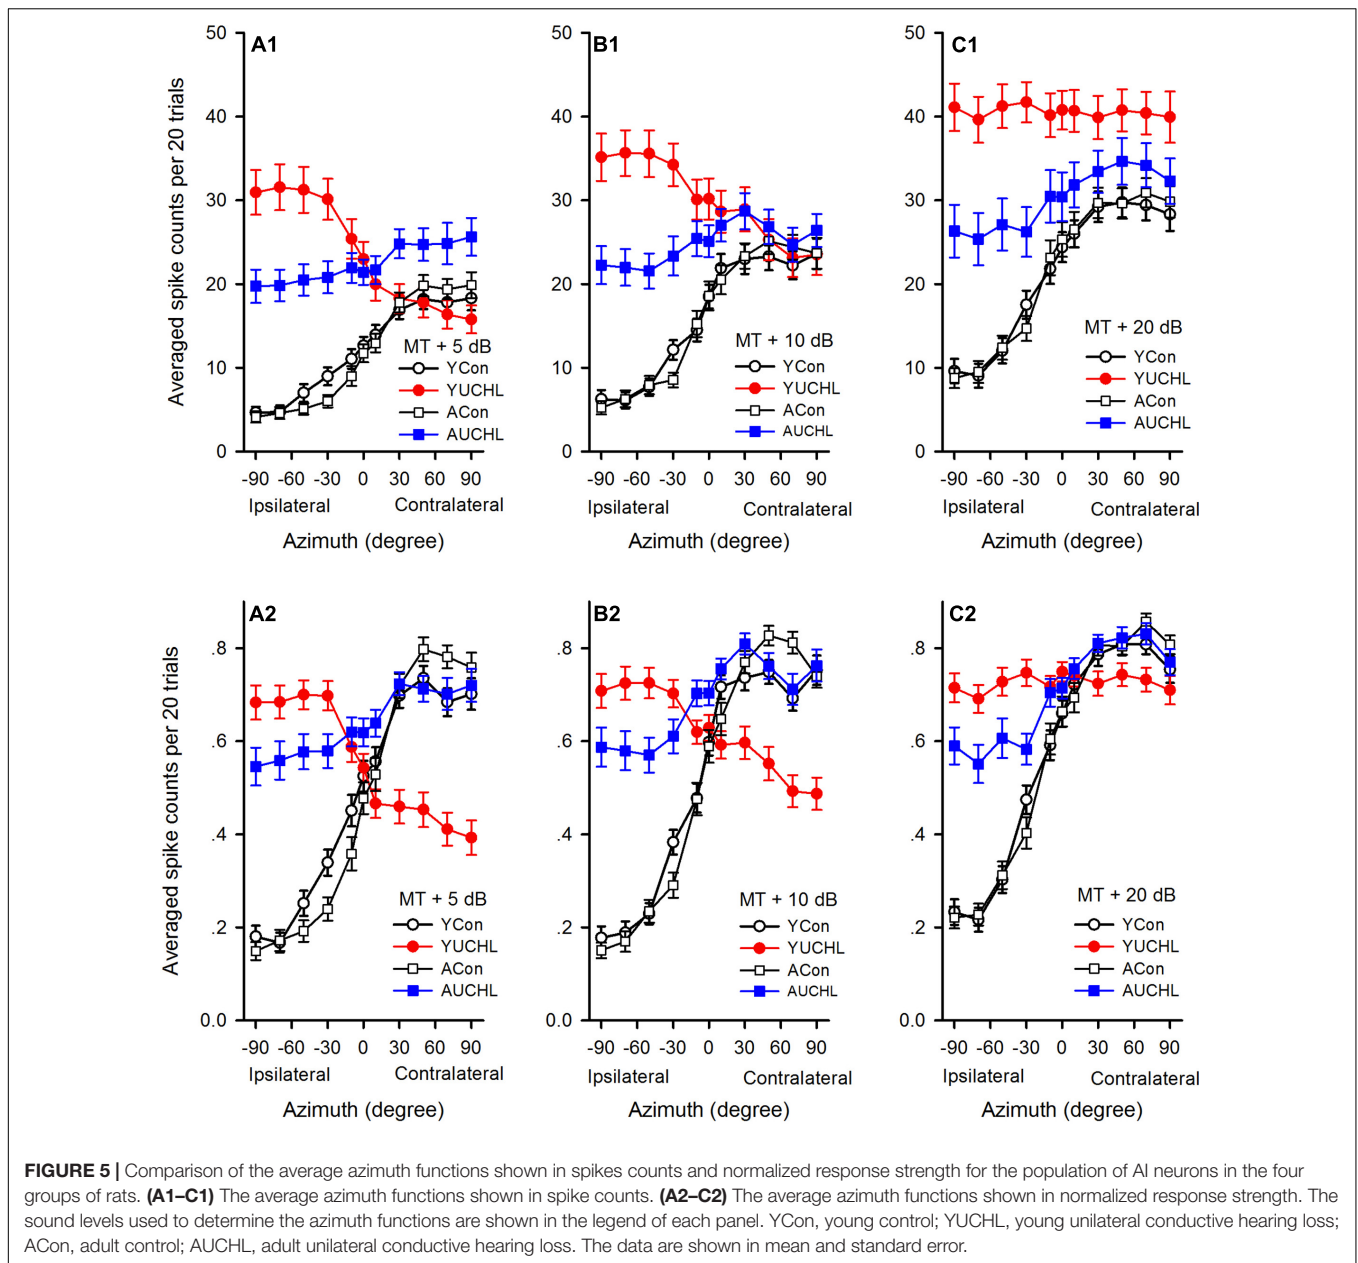 A1
50
40
30
20
10
0
Averaged spike counts per 20 trials
MT + 5 dB
YCon
YUCHL
ACon
AUCHL
-90 -60 -30 0 30 60 90
Ipsilateral Contralateral
Azimuth (degree)
B1
50
40
30
20
10
0
MT + 10 dB
YCon
YUCHL
ACon
AUCHL
-90 -60 -30 0 30 60 90
Ipsilateral Contralateral
Azimuth (degree)
C1
50
40
30
20
10
0
MT + 20 dB
YCon
YUCHL
ACon
AUCHL
-90 -60 -30 0 30 60 90
Ipsilateral Contralateral
Azimuth (degree)
A2
.8
.6
.4
.2
0.0
Averaged spike counts per 20 trials
MT + 5 dB
YCon
YUCHL
ACon
AUCHL
-90 -60 -30 0 30 60 90
Ipsilateral Contralateral
Azimuth (degree)
B2
.8
.6
.4
.2
0.0
MT + 10 dB
YCon
YUCHL
ACon
AUCHL
-90 -60 -30 0 30 60 90
Ipsilateral Contralateral
Azimuth (degree)
C2
.8
.6
.4
.2
0.0
MT + 20 dB
YCon
YUCHL
ACon
AUCHL
-90 -60 -30 0 30 60 90
Ipsilateral Contralateral
Azimuth (degree)
FIGURE 5 | Comparison of the average azimuth functions shown in spikes counts and normalized response strength for the population of AI neurons in the four
groups of rats. (A1–C1) The average azimuth functions shown in spike counts. (A2–C2) The average azimuth functions shown in normalized response strength. The
sound levels used to determine the azimuth functions are shown in the legend of each panel. YCon, young control; YUCHL, young unilateral conductive hearing loss;
ACon, adult control; AUCHL, adult unilateral conductive hearing loss. The data are shown in mean and standard error.